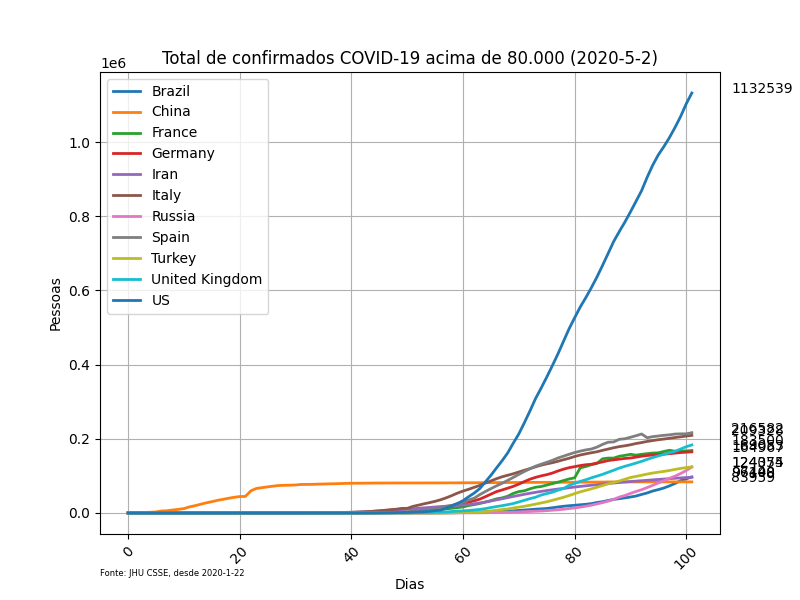 Total de confirmados COVID-19 acima de 80.000 (2020-5-2)
1e6
Brazil
China
France
Germany
Iran
Italy
Russia
Spain
Turkey
United Kingdom
US
1.0
0.8
0.6
0.4
0.2
0.0
Pessoas
0
20
40
60
80
100
Dias
1132539
216582
83959
Fonte: JHU CSSE, desde 2020-1-22